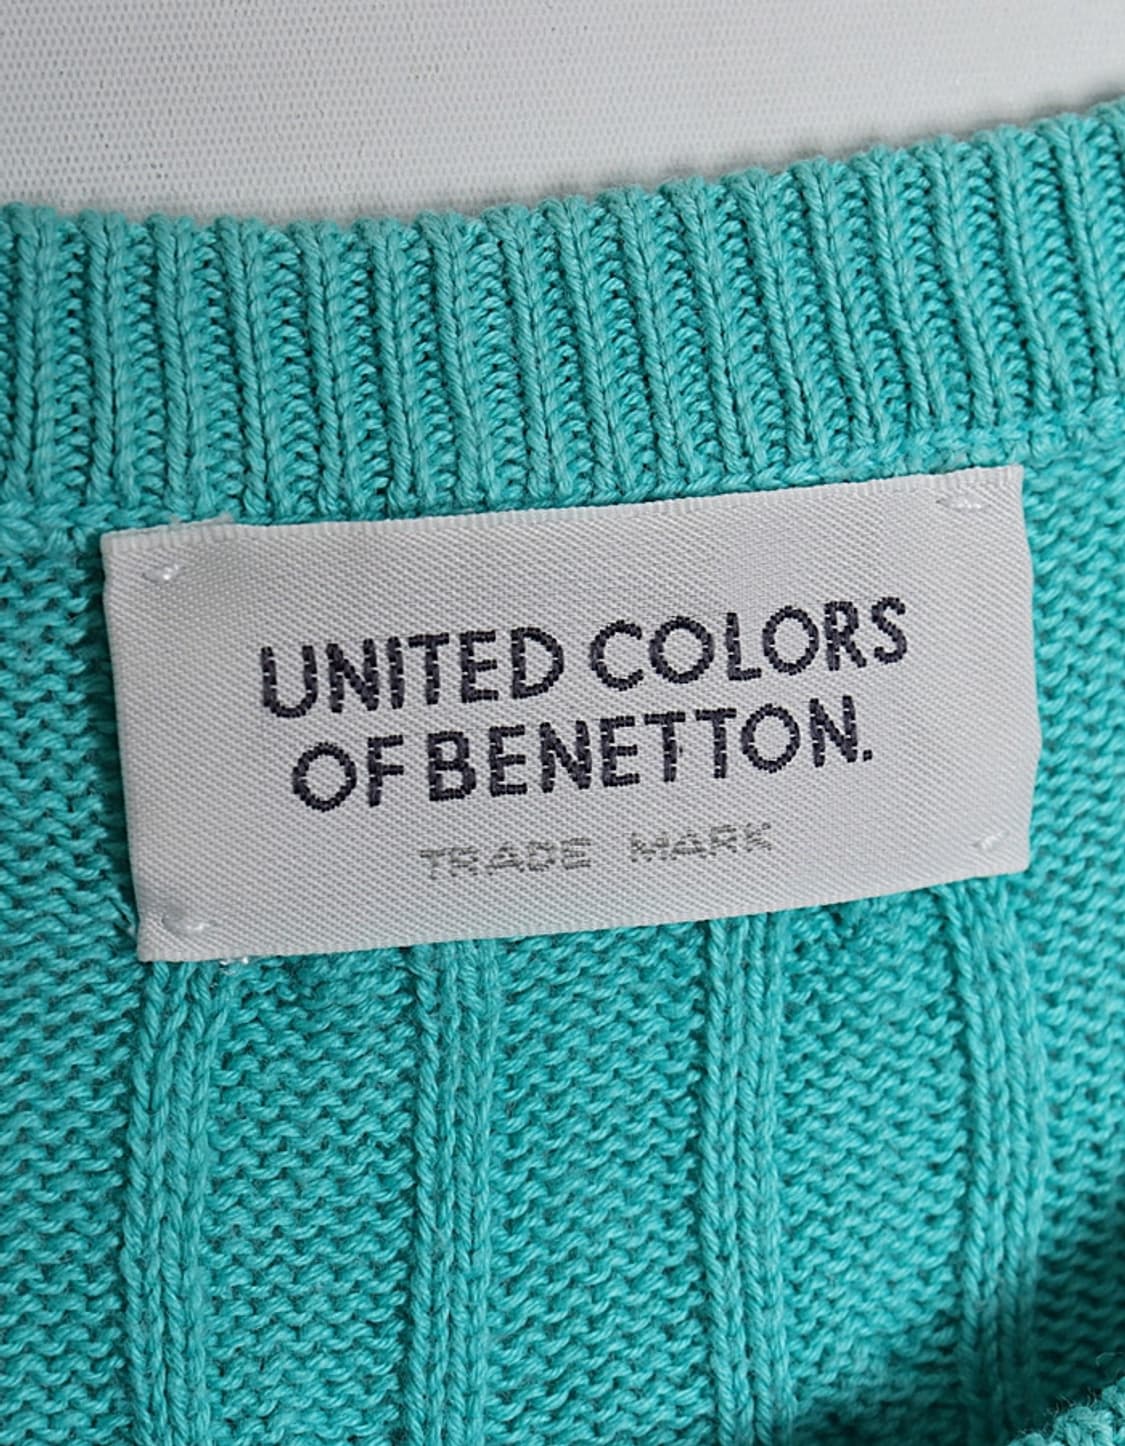 UNITED COLORS
OF BENETTON.
TRADE MARK